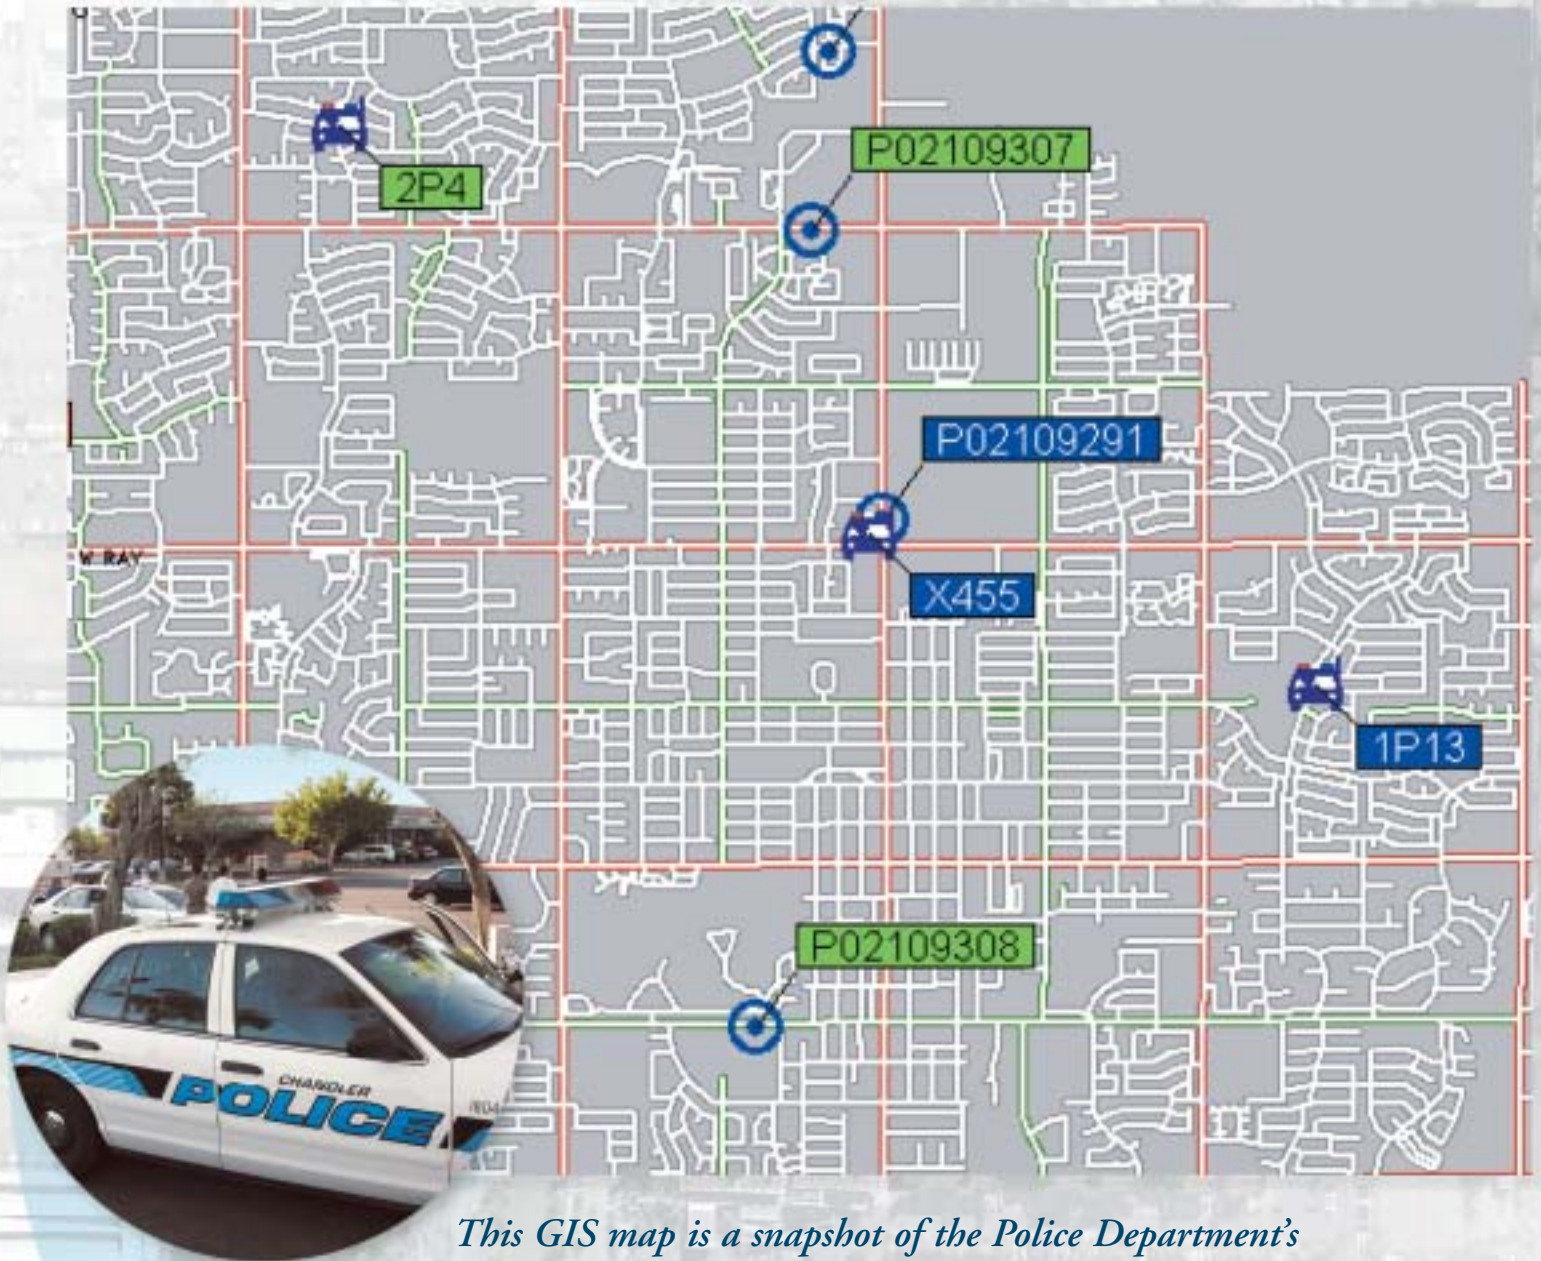 P02109307
2P4
P02109291
W RAY
X455
1P13
P02109308
CHANDLER
POLICE
This GIS map is a snapshot of the Police Department's